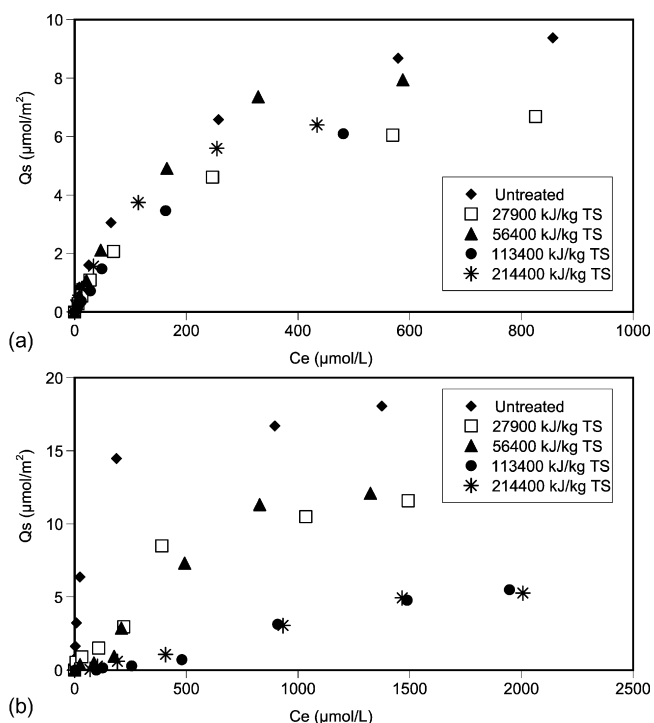 10
8
6
4
2
0
Qs (µmol/m²)
Untreated
27900 kJ/kg TS
56400 kJ/kg TS
113400 kJ/kg TS
214400 kJ/kg TS
0 200 400 600 800 1000
(a)
Ce (µmol/L)
20
15
10
5
0
Qs (µmol/m²)
Untreated
27900 kJ/kg TS
56400 kJ/kg TS
113400 kJ/kg TS
214400 kJ/kg TS
0 500 1000 1500 2000 2500
(b)
Ce (µmol/L)